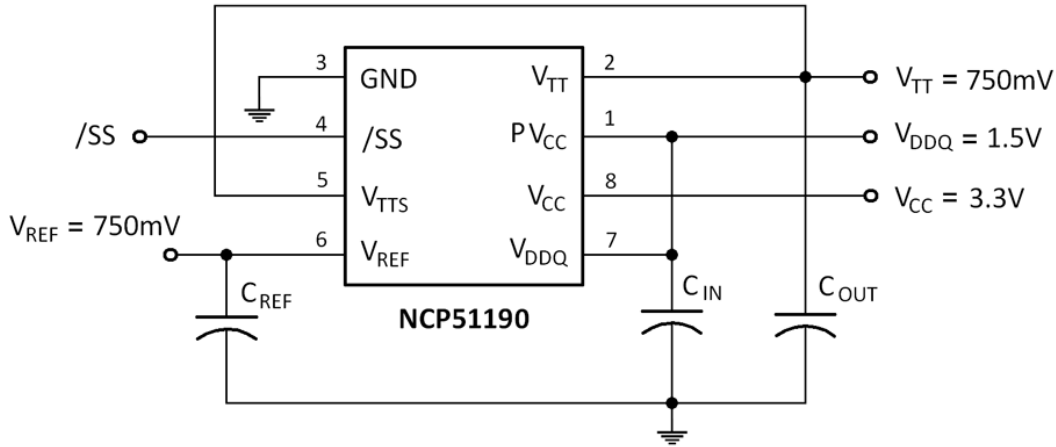 3 GND V_TT 2 V_TT = 750mV
/SS 4 /SS PV_CC 1 V_DDQ = 1.5V
5 V_TTS V_CC 8 V_CC = 3.3V
V_REF = 750mV 6 V_REF V_DDQ 7
C_REF C_IN C_OUT
NCP51190